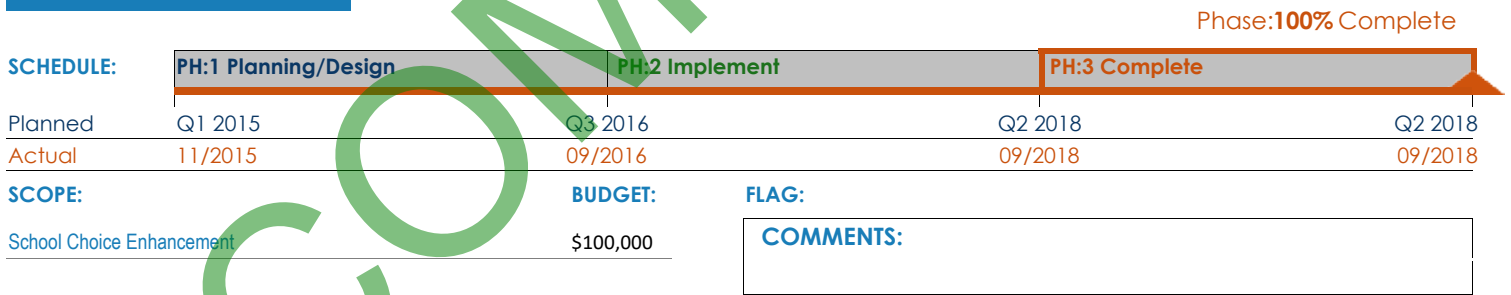 Phase:100% Complete
SCHEDULE: PH:1 Planning/Design PH:2 Implement PH:3 Complete
Planned Q1 2015 Q3 2016 Q2 2018 Q2 2018
Actual 11/2015 09/2016 09/2018 09/2018
SCOPE: BUDGET: FLAG:
School Choice Enhancement $100,000 COMMENTS:
COM